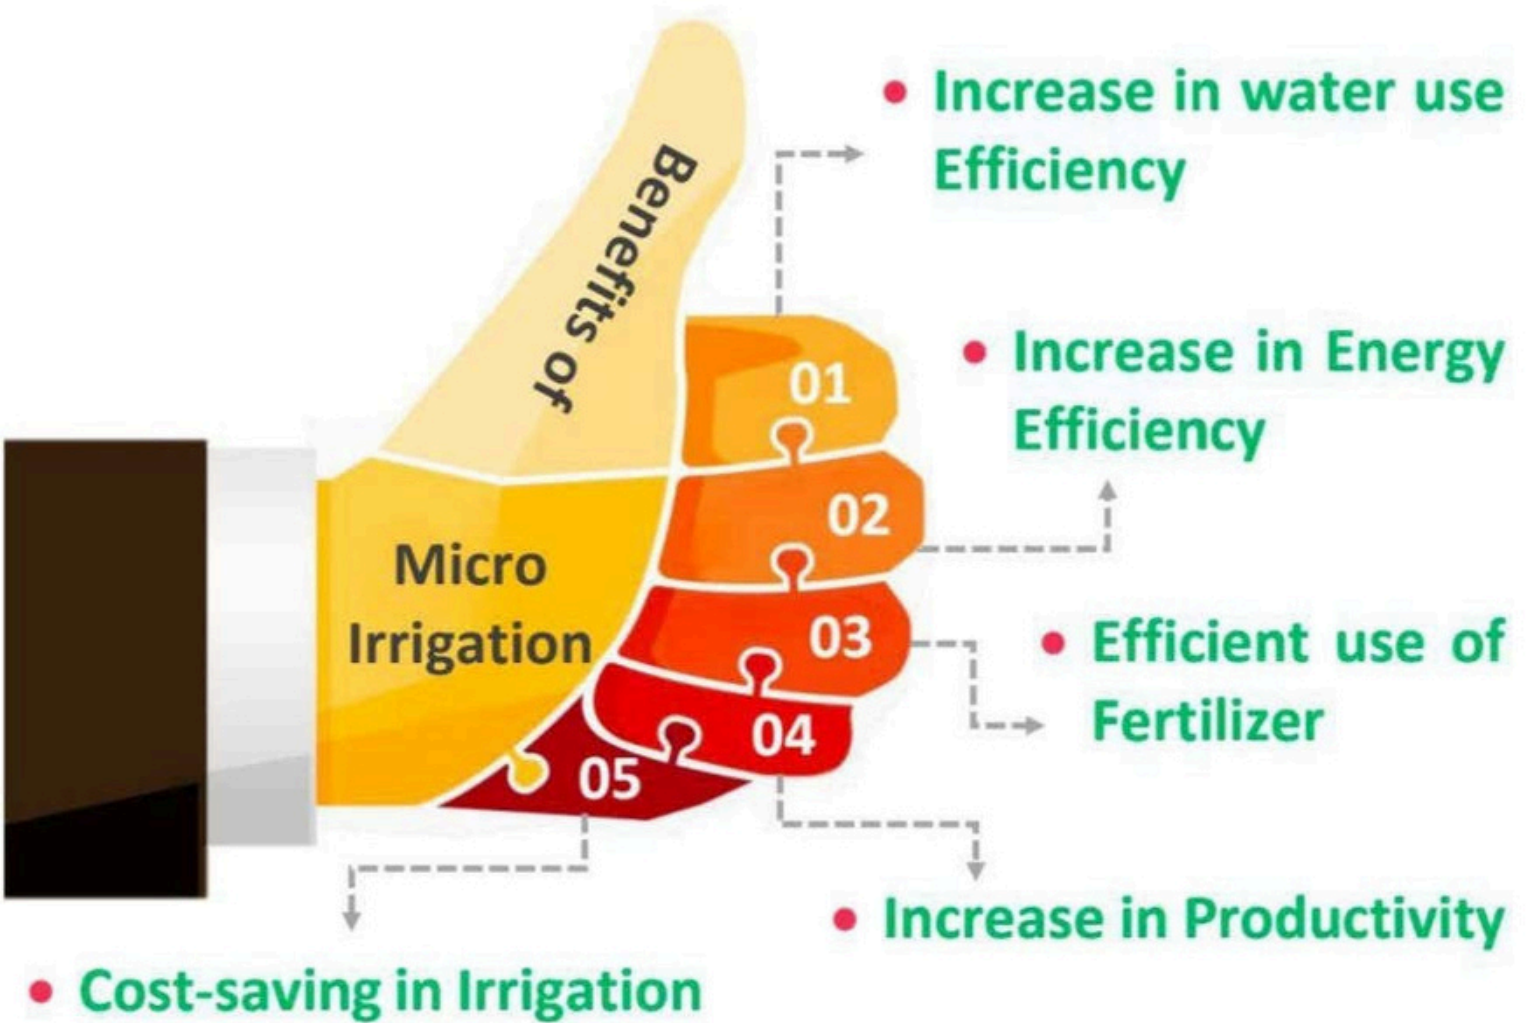 Benefits of
Micro
Irrigation
01
• Increase in water use
Efficiency
02
• Increase in Energy
Efficiency
03
• Efficient use of
Fertilizer
04
• Increase in Productivity
05
• Cost-saving in Irrigation